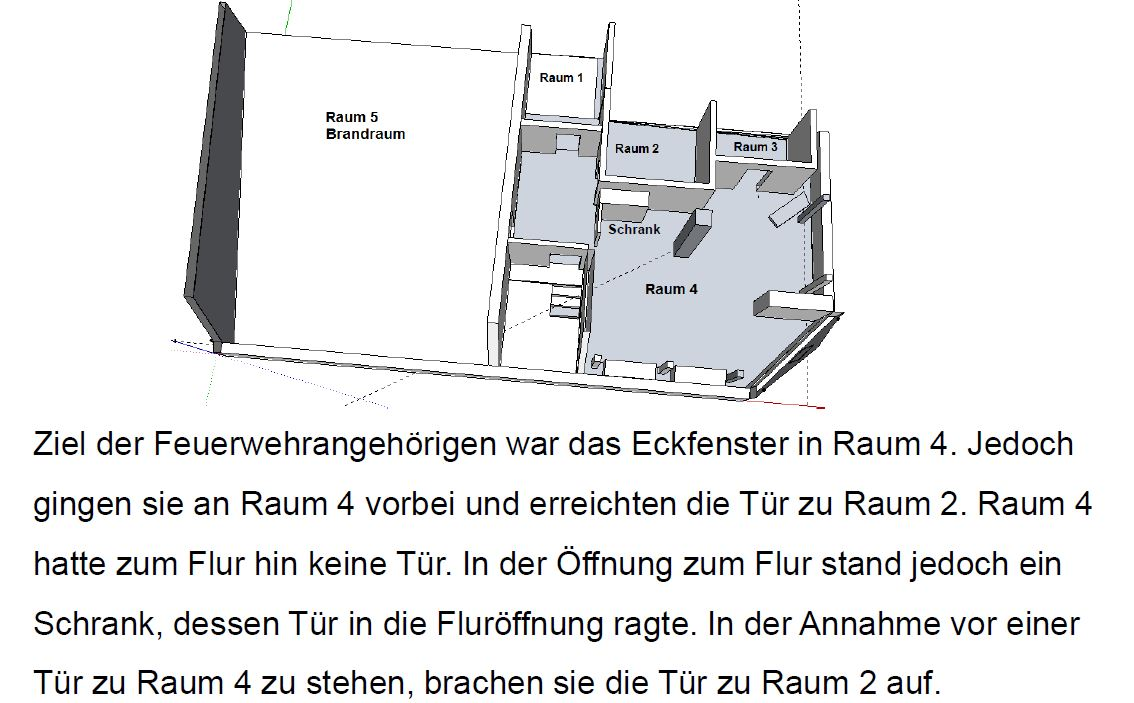 Raum 1
Raum 5
Brandraum
Raum 2
Raum 3
Schrank
Raum 4
Ziel der Feuerwehrangehörigen war das Eckfenster in Raum 4. Jedoch
gingen sie an Raum 4 vorbei und erreichten die Tür zu Raum 2. Raum 4
hatte zum Flur hin keine Tür. In der Öffnung zum Flur stand jedoch ein
Schrank, dessen Tür in die Fluröffnung ragte. In der Annahme vor einer
Tür zu Raum 4 zu stehen, brachen sie die Tür zu Raum 2 auf.